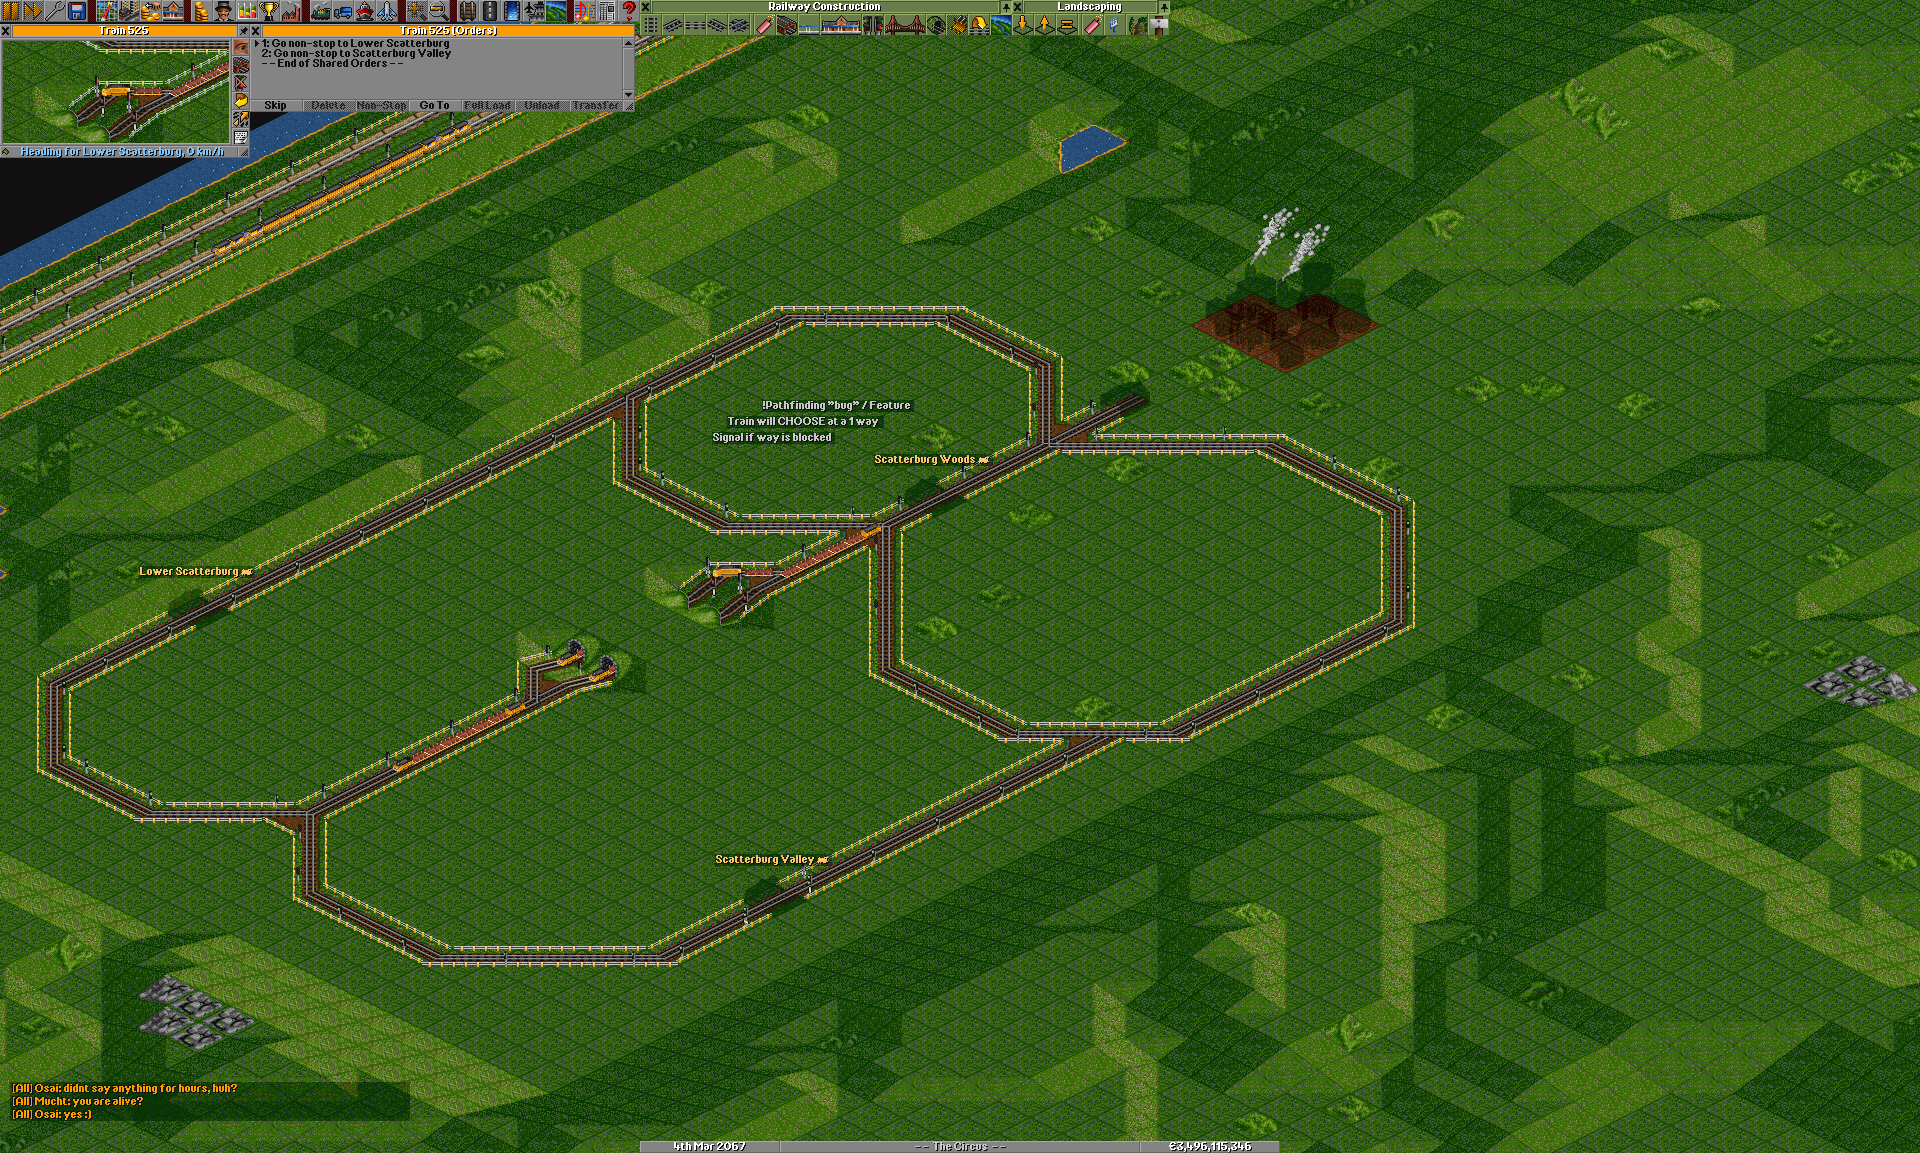 Railway Construction
Landscaping
Train 525
Train 525 (Orders)
1: Go non-stop to Lower Scatterburg
2: Go non-stop to Scatterburg Valley
- - End of Shared Orders - -
Skip
Delete
Non-Stop
Go To
Full Load
Unload
Transfer
Heading for Lower Scatterburg, 0 km/h
!Pathfinding "bug" / Feature
Train will CHOOSE at a 1 way
Signal if way is blocked
Scatterburg Woods
Lower Scatterburg
Scatterburg Valley
[All] Osai: didnt say anything for hours, huh?
[All] Mucht: you are alive?
[All] Osai: yes :)
4th Mar 2067
- - The Circus - -
€3,496,115,346